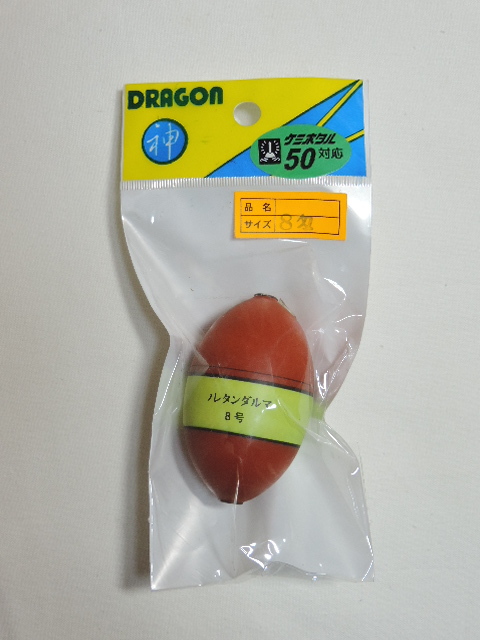 DRAGON
神
ケミホタル
50対応
品名
サイズ 8号
ルタンダルマ
8号